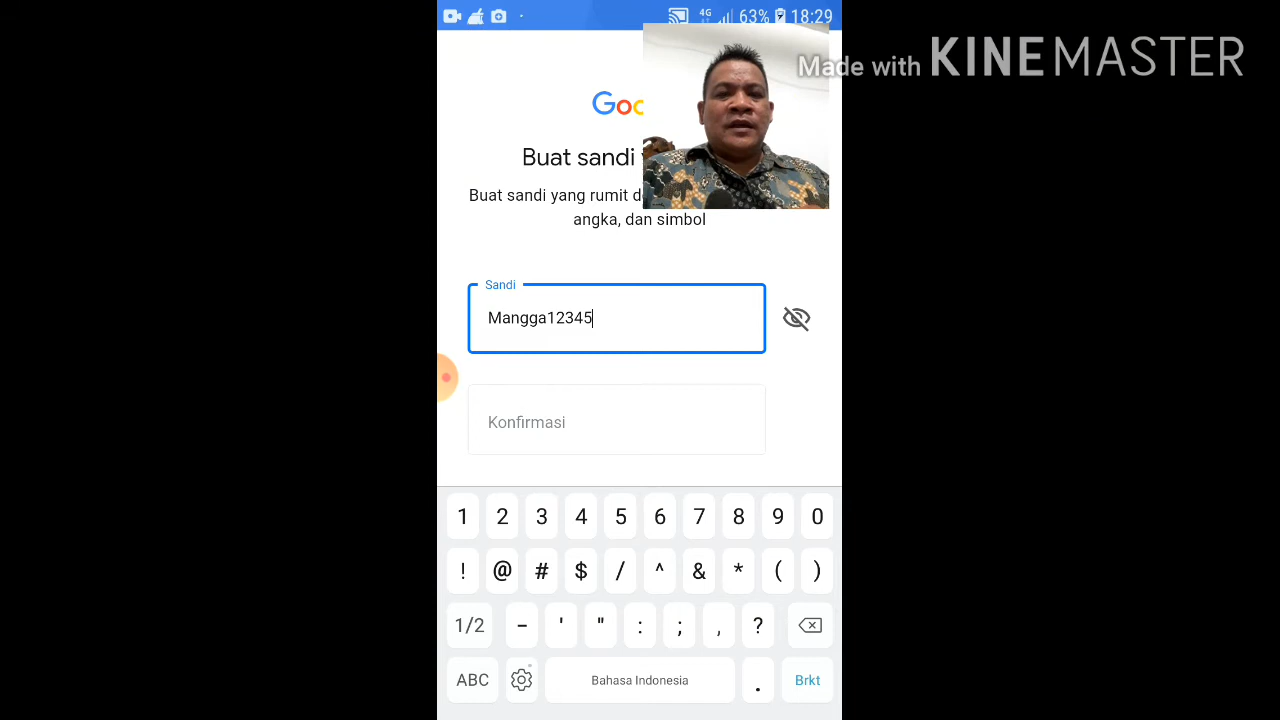 4G 63% 18:29
Made with KINEMASTER
Goo
Buat sandi
Buat sandi yang rumit
angka, dan simbol
Sandi
Mangga12345
Konfirmasi
1 2 3 4 5 6 7 8 9 0
! @ # $ / ^ & * ( )
1/2 - ' " : ; , ?
ABC Bahasa Indonesia . Brkt